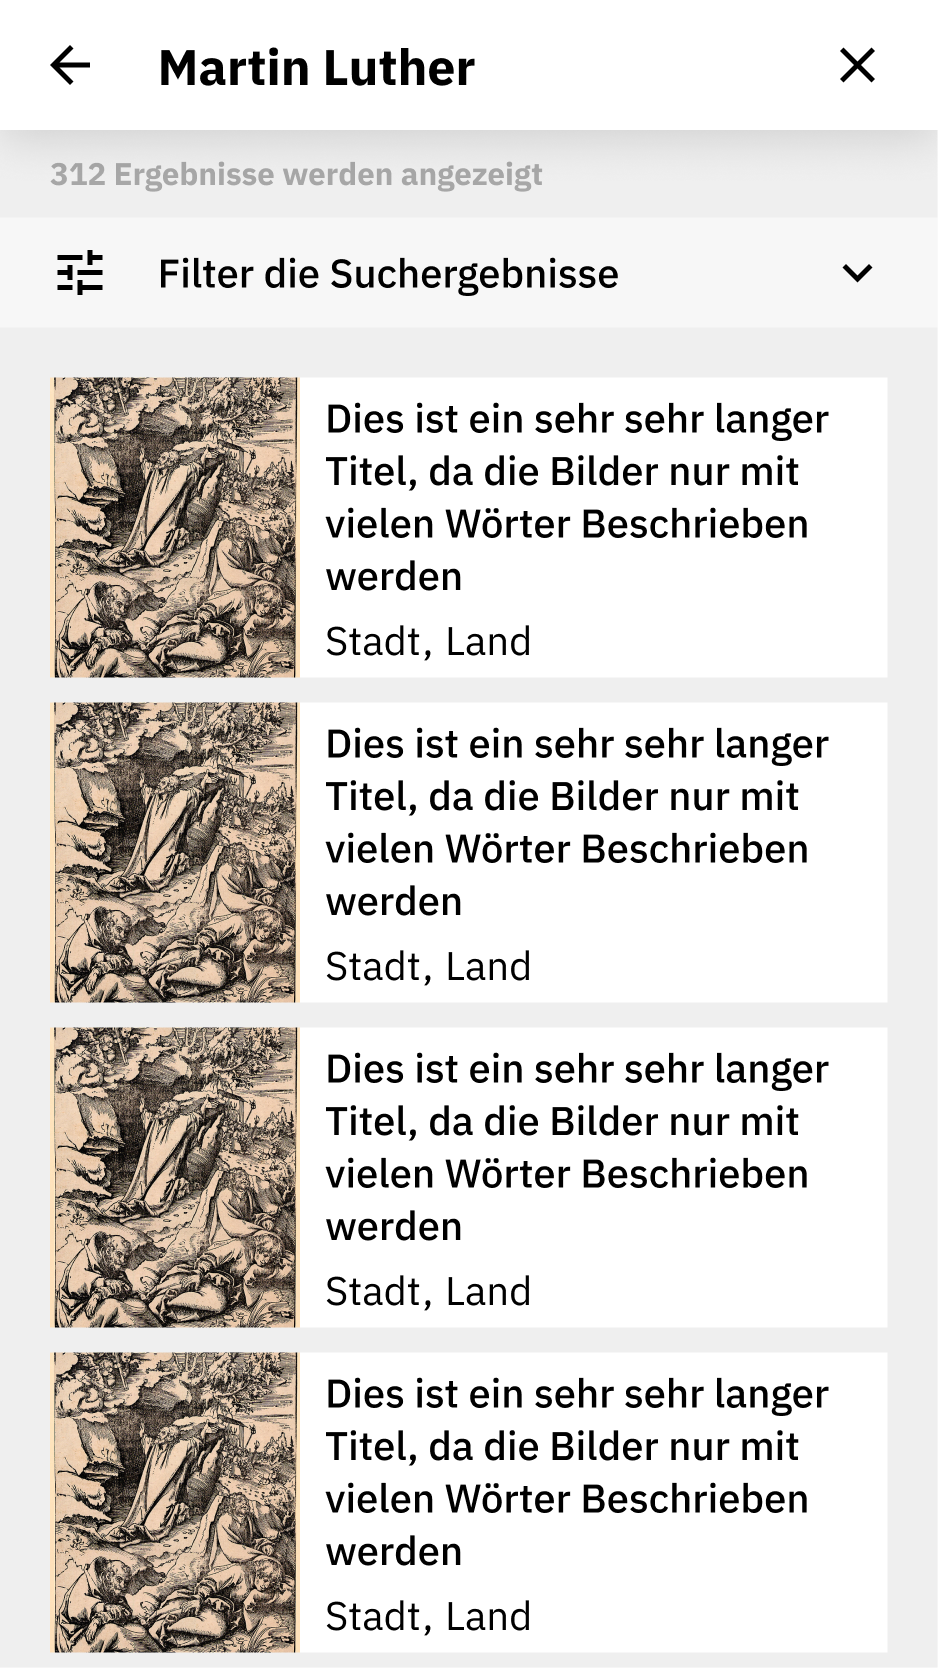 Martin Luther
312 Ergebnisse werden angezeigt
Filter die Suchergebnisse
Dies ist ein sehr sehr langer
Titel, da die Bilder nur mit
vielen Wörter Beschrieben
werden
Stadt, Land
Dies ist ein sehr sehr langer
Titel, da die Bilder nur mit
vielen Wörter Beschrieben
werden
Stadt, Land
Dies ist ein sehr sehr langer
Titel, da die Bilder nur mit
vielen Wörter Beschrieben
werden
Stadt, Land
Dies ist ein sehr sehr langer
Titel, da die Bilder nur mit
vielen Wörter Beschrieben
werden
Stadt, Land